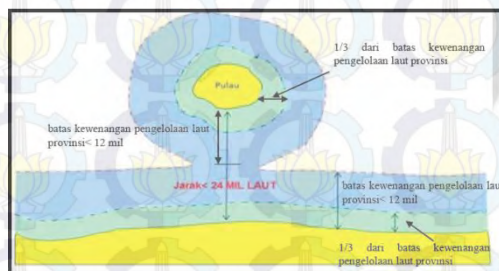 1/3 dari batas kewenangan
pengelolaan laut provinsi
Pulau
batas kewenangan pengelolaan laut
provinsi< 12 mil
Jarak< 24 MIL LAUT
batas kewenangan pengelolaan lau
provinsi< 12 mil
1/3 dari batas kewenangan
pengelolaan laut provinsi